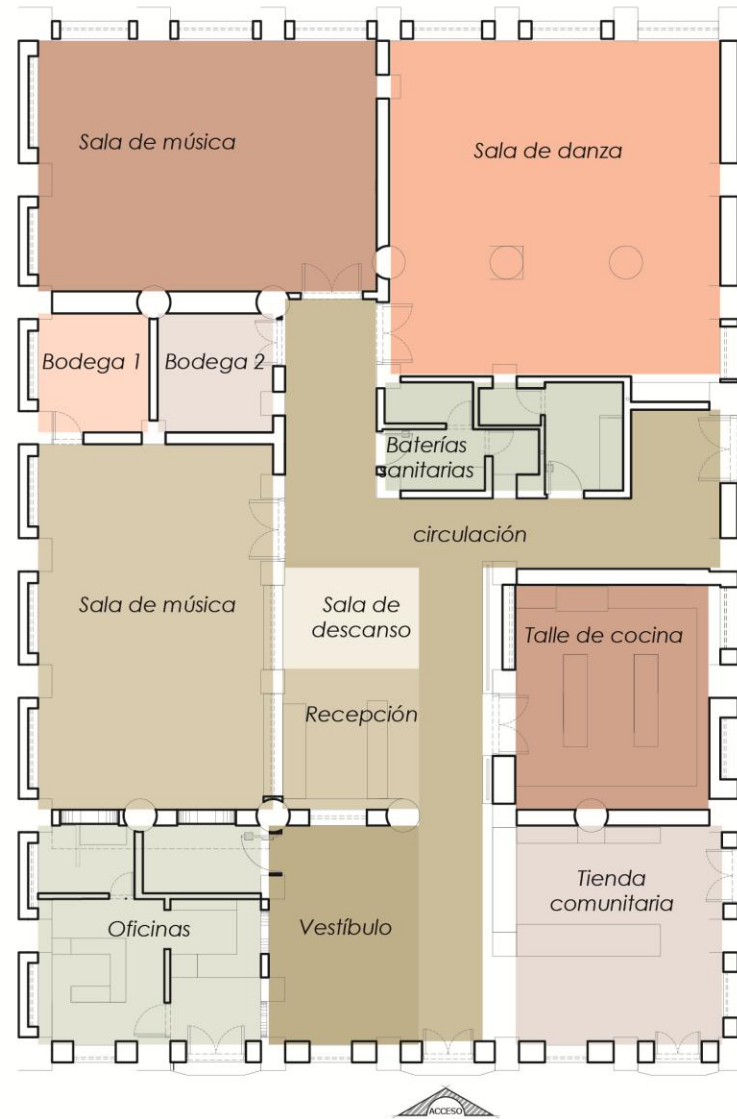 Sala de música
Sala de danza
Bodega 1
Bodega 2
Baterías
sanitarias
circulación
Sala de música
Sala de
descanso
Talle de cocina
Recepción
Tienda
comunitaria
Oficinas
Vestíbulo
ACCESO